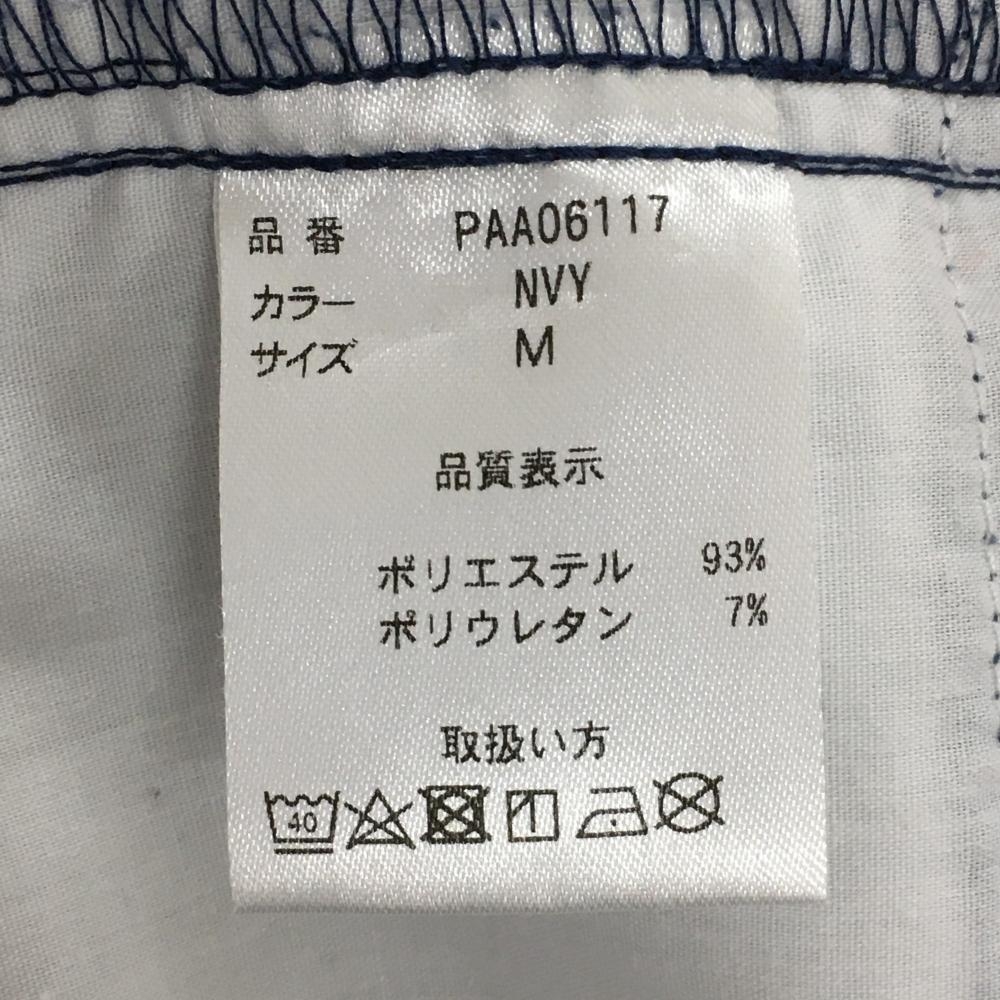 品番 PAA06117
カラー NVY
サイズ M
品質表示
ポリエステル 93%
ポリウレタン 7%
取扱い方
40